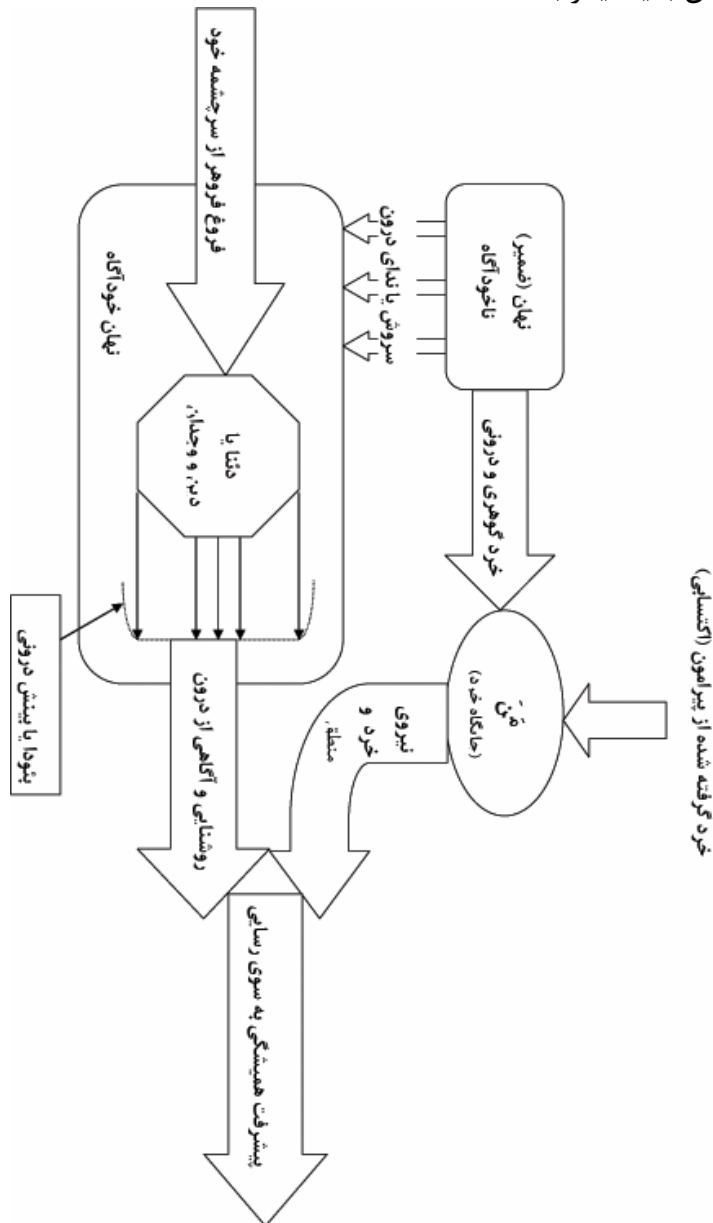 فروغ فروهر از سرچشمه خود
نهان خودآگاه
دئنا یا
دین و وجدان
سروش یا ندای درون
نهان (ضمیر)
ناخودآگاه
خرد گوهری و درونی
خرد گرفته شده از پیرامون (اکتسابی)
مَنَ
(جایگاه خرد)
نیروی
خرد و
منطق
بئودا یا بینش درونی
روشنایی و آگاهی از درون
پیشرفت همیشگی به سوی رسایی